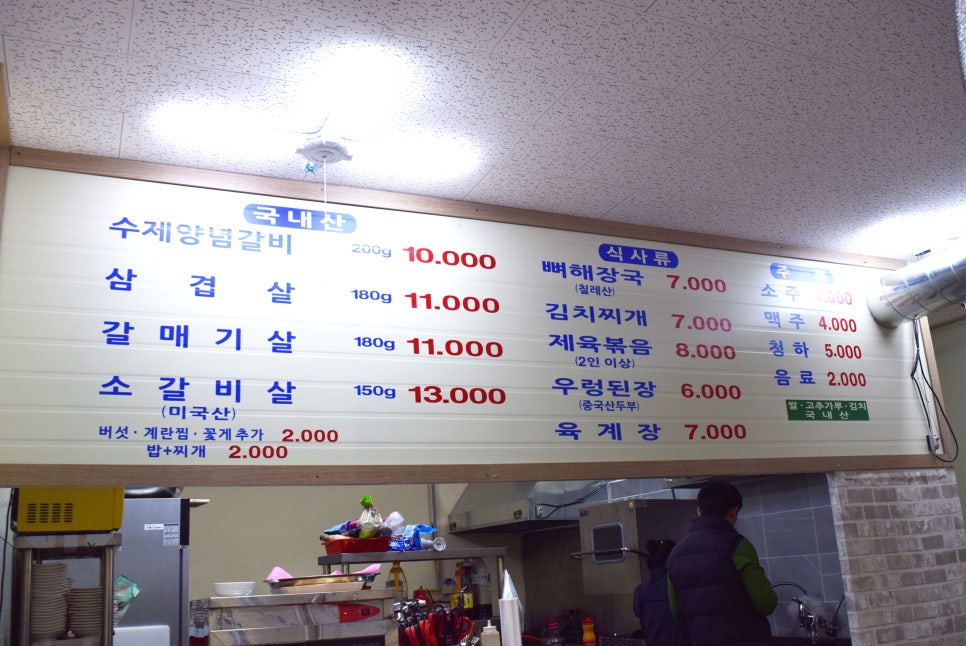 국내산
수제양념갈비 200g 10.000
삼겹살 180g 11.000
갈매기살 180g 11.000
소갈비살 150g 13.000
(미국산)
버섯·계란찜·꽃게추가 2.000
밥+찌개 2.000
식사류
뼈해장국 7.000
(칠레산)
김치찌개 7.000
제육볶음 8.000
(2인 이상)
우렁된장 6.000
(중국산두부)
육계장 7.000
주류
소주 4.000
맥주 4.000
청하 5.000
음료 2.000
쌀·고추가루·김치
국내산